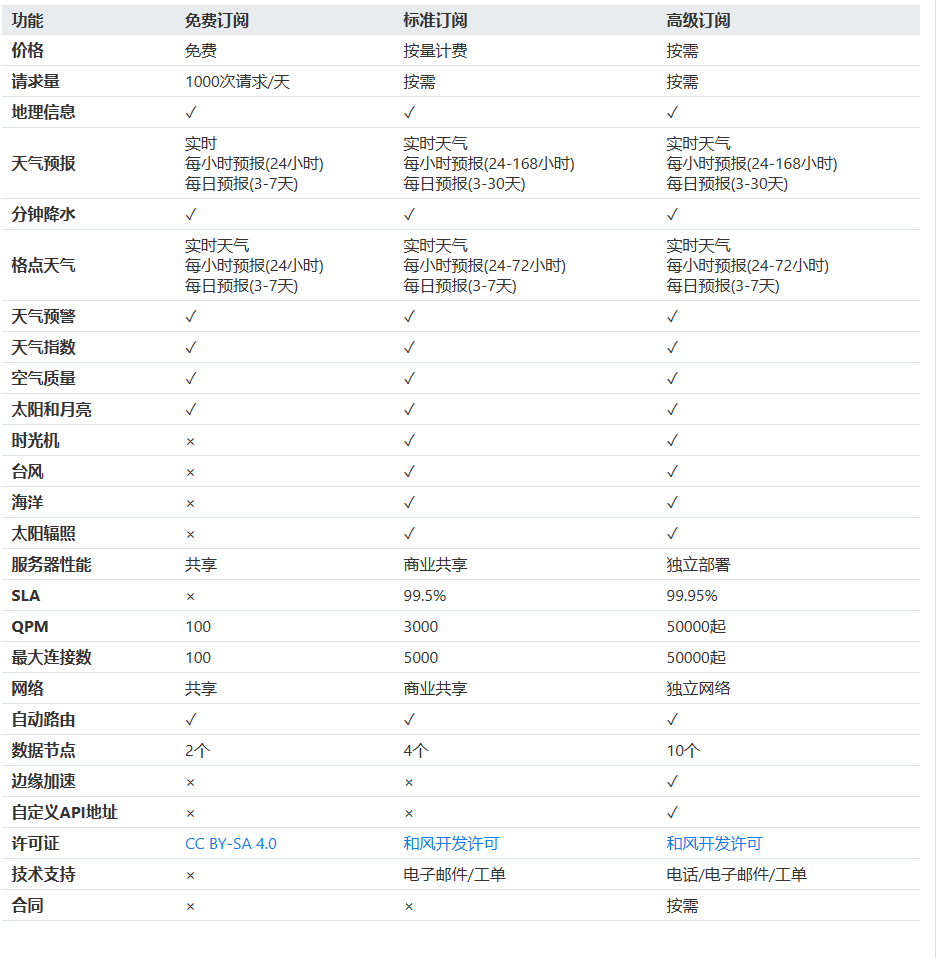 功能 免费订阅 标准订阅 高级订阅
价格 免费 按量计费 按需
请求量 1000次请求/天 按需 按需
地理信息 ✓ ✓ ✓
天气预报
实时
每小时预报(24小时)
每日预报(3-7天)
实时天气
每小时预报(24-168小时)
每日预报(3-30天)
实时天气
每小时预报(24-168小时)
每日预报(3-30天)
分钟降水 ✓ ✓ ✓
格点天气
实时天气
每小时预报(24小时)
每日预报(3-7天)
实时天气
每小时预报(24-72小时)
每日预报(3-7天)
实时天气
每小时预报(24-72小时)
每日预报(3-7天)
天气预警 ✓ ✓ ✓
天气指数 ✓ ✓ ✓
空气质量 ✓ ✓ ✓
太阳和月亮 ✓ ✓ ✓
时光机 × ✓ ✓
台风 × ✓ ✓
海洋 × ✓ ✓
太阳辐照 × ✓ ✓
服务器性能 共享 商业共享 独立部署
SLA × 99.5% 99.95%
QPM 100 3000 50000起
最大连接数 100 5000 50000起
网络 共享 商业共享 独立网络
自动路由 ✓ ✓ ✓
数据节点 2个 4个 10个
边缘加速 × × ✓
自定义API地址 × × ✓
许可证 CC BY-SA 4.0 和风开发许可 和风开发许可
技术支持 × 电子邮件/工单 电话/电子邮件/工单
合同 × × 按需